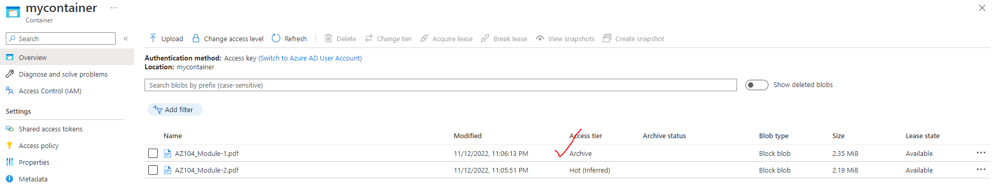 mycontainer ...
Container
Search «
Overview
Diagnose and solve problems
Access Control (IAM)
Settings
Shared access tokens
Access policy
Properties
Metadata
Upload Change access level Refresh Delete Change tier Acquire lease Break lease View snapshots Create snapshot
Authentication method: Access key (Switch to Azure AD User Account)
Location: mycontainer
Search blobs by prefix (case-sensitive) Show deleted blobs
Add filter
Name Modified Access tier Archive status Blob type Size Lease state
AZ104_Module-1.pdf 11/12/2022, 11:06:13 PM Archive Block blob 2.35 MiB Available ...
AZ104_Module-2.pdf 11/12/2022, 11:05:51 PM Hot (Inferred) Block blob 2.19 MiB Available ...